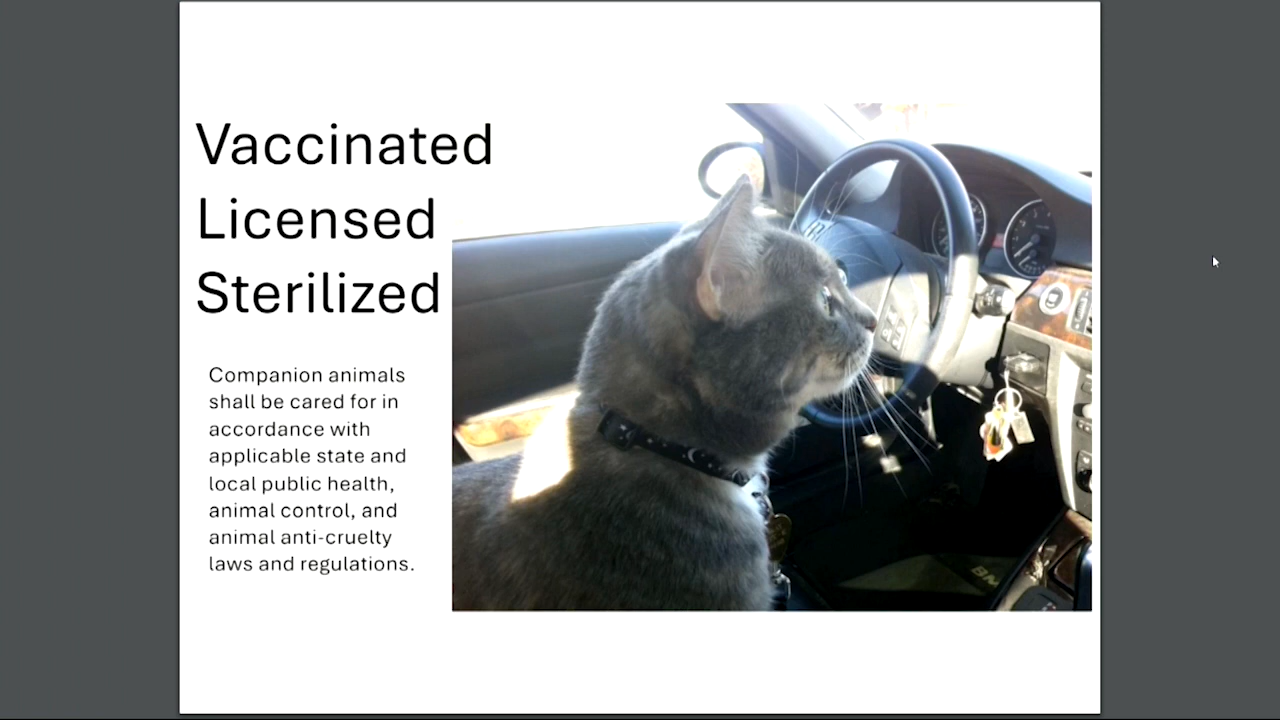 Vaccinated
Licensed
Sterilized
Companion animals
shall be cared for in
accordance with
applicable state and
local public health,
animal control, and
animal anti-cruelty
laws and regulations.